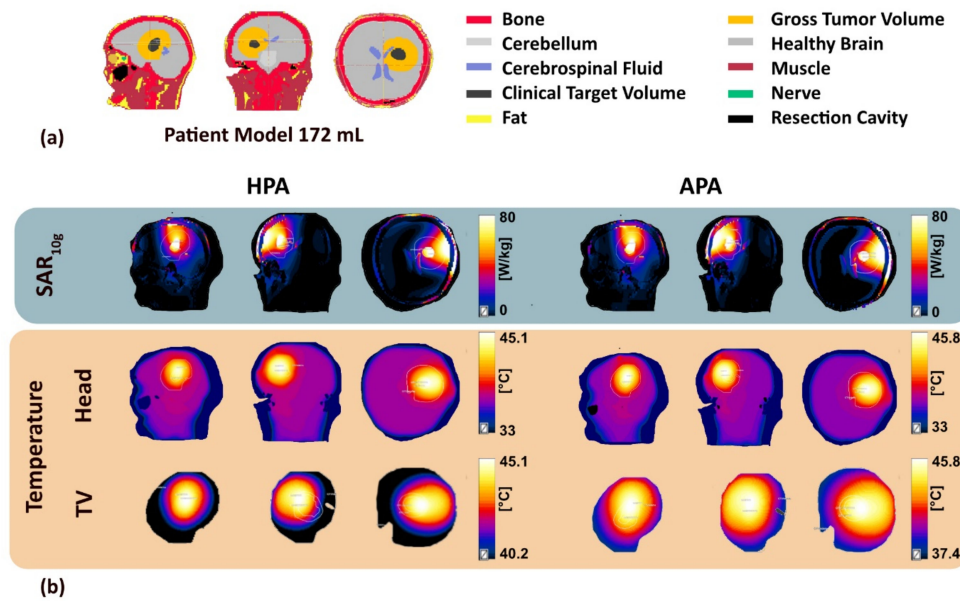 (a)
Patient Model 172 mL
Bone
Cerebellum
Cerebrospinal Fluid
Clinical Target Volume
Fat
Gross Tumor Volume
Healthy Brain
Muscle
Nerve
Resection Cavity
HPA
APA
SAR10g
80
[W/kg]
0
80
[W/kg]
0
Temperature
Head
45.1
[°C]
33
45.8
[°C]
33
TV
45.1
[°C]
40.2
45.8
[°C]
37.4
(b)